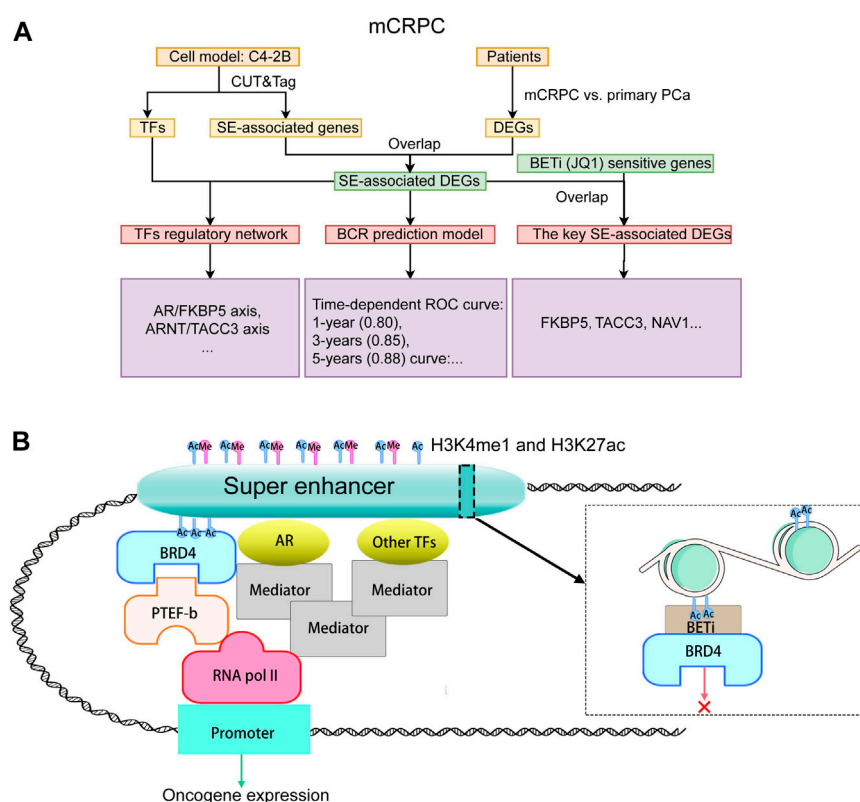 A
mCRPC
Cell model: C4-2B
Patients
CUT&Tag
mCRPC vs. primary PCa
TFs
SE-associated genes
DEGs
Overlap
BETi (JQ1) sensitive genes
SE-associated DEGs
Overlap
TFs regulatory network
BCR prediction model
The key SE-associated DEGs
AR/FKBP5 axis,
ARNT/TACC3 axis
...
Time-dependent ROC curve:
1-year (0.80),
3-years (0.85),
5-years (0.88) curve:...
FKBP5, TACC3, NAV1...
B
Ac Me Ac Me Ac Me Ac Me Ac Me Ac Me Ac
H3K4me1 and H3K27ac
Super enhancer
Ac Ac Ac
BRD4
AR
Other TFs
Mediator
Mediator
Mediator
PTEF-b
RNA pol II
Promoter
Oncogene expression
Ac Ac
Ac Ac
BETi
BRD4